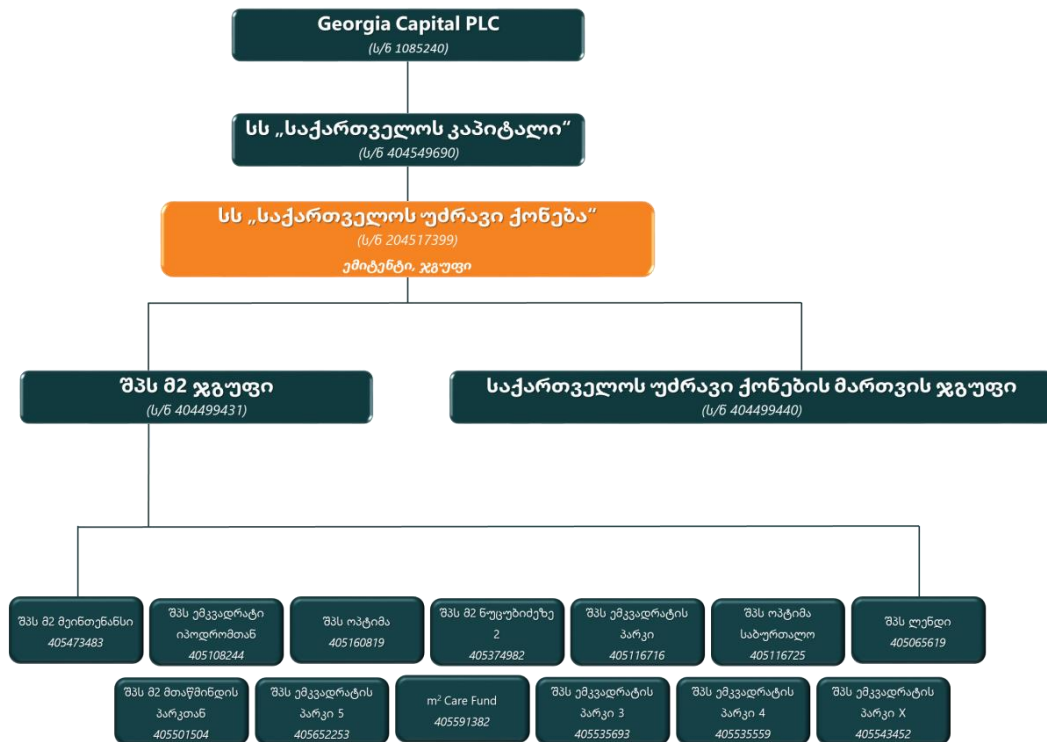 Georgia Capital PLC
(ს/ნ 1085240)
სს „საქართველოს კაპიტალი“
(ს/ნ 404549690)
სს „საქართველოს უძრავი ქონება“
(ს/ნ 204517399)
ემიტენტი, ჯგუფი
შპს მ2 ჯგუფი
(ს/ნ 404499431)
საქართველოს უძრავი ქონების მართვის ჯგუფი
(ს/ნ 404499440)
შპს მ2 მეინთენანსი
405473483
შპს ემკვადრატი
იპოდრომთან
405108244
შპს ოპტიმა
405160819
შპს მ2 ნუცუბიძეზე
2
405374982
შპს ემკვადრატის
პარკი
405116716
შპს ოპტიმა
საბურთალო
405116725
შპს ლენდი
405065619
შპს მ2 მთაწმინდის
პარკთან
405501504
შპს ემკვადრატის
პარკი 5
405652253
m² Care Fund
405591382
შპს ემკვადრატის
პარკი 3
405535693
შპს ემკვადრატის
პარკი 4
405535559
შპს ემკვადრატის
პარკი X
405543452